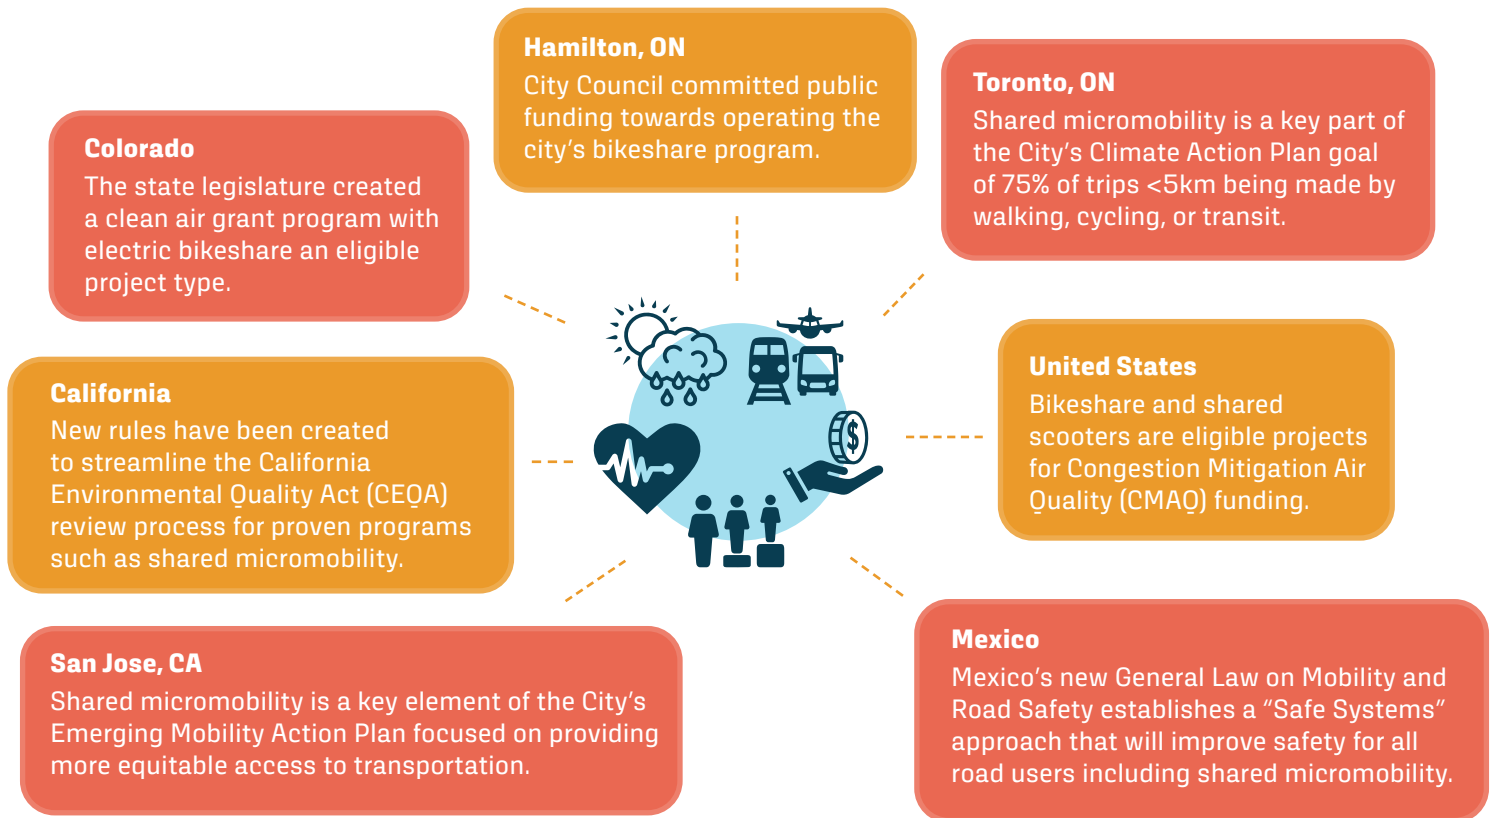 Hamilton, ON
City Council committed public
funding towards operating the
city's bikeshare program.
Toronto, ON
Shared micromobility is a key part of
the City's Climate Action Plan goal
of 75% of trips <5km being made by
walking, cycling, or transit.
Colorado
The state legislature created
a clean air grant program with
electric bikeshare an eligible
project type.
United States
Bikeshare and shared
scooters are eligible projects
for Congestion Mitigation Air
Quality (CMAQ) funding.
California
New rules have been created
to streamline the California
Environmental Quality Act (CEQA)
review process for proven programs
such as shared micromobility.
$
San Jose, CA
Shared micromobility is a key element of the City's
Emerging Mobility Action Plan focused on providing
more equitable access to transportation.
Mexico
Mexico's new General Law on Mobility and
Road Safety establishes a "Safe Systems"
approach that will improve safety for all
road users including shared micromobility.